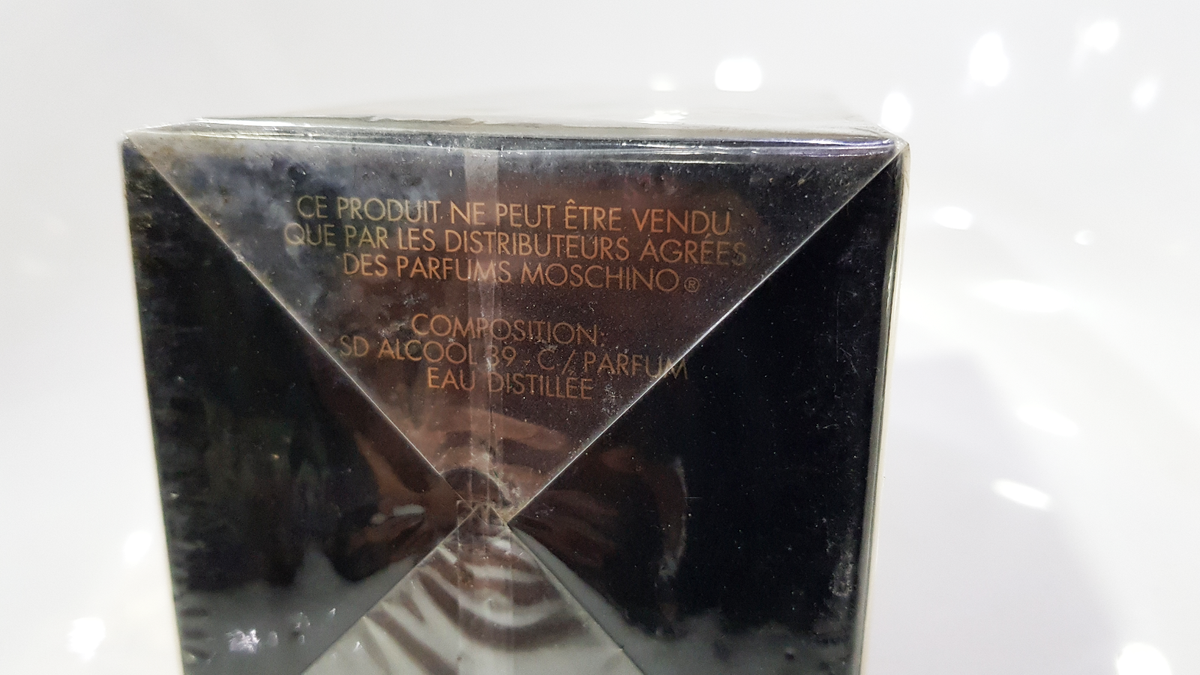 CE PRODUIT NE PEUT ÊTRE VENDU
QUE PAR LES DISTRIBUTEURS AGRÉES
DES PARFUMS MOSCHINO®
COMPOSITION:
SD ALCOOL 39 - C / PARFUM
EAU DISTILLÉE